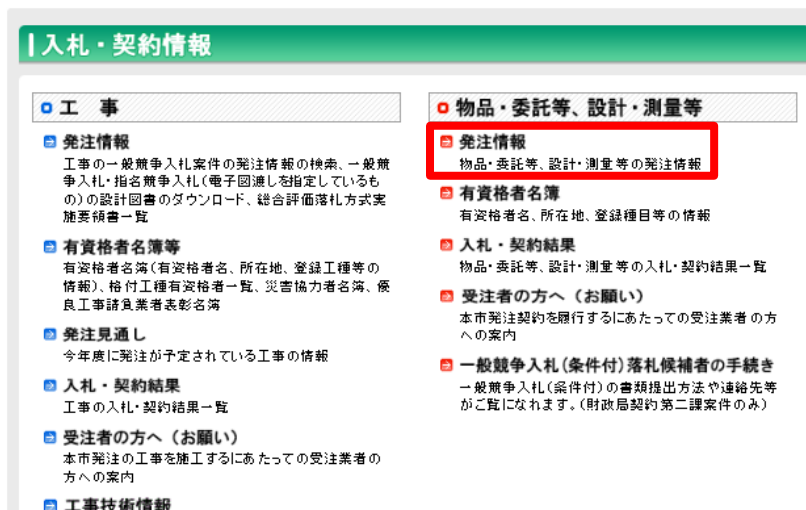 入札・契約情報
工　事
発注情報
工事の一般競争入札案件の発注情報の検索、一般競
争入札・指名競争入札(電子図渡しを指定しているも
の)の設計図書のダウンロード、総合評価落札方式実
施要領書一覧
有資格者名簿等
有資格者名簿(有資格者名、所在地、登録工種等の
情報)、格付工種有資格者一覧、災害協力者名簿、優
良工事請負業者表彰名簿
発注見通し
今年度に発注が予定されている工事の情報
入札・契約結果
工事の入札・契約結果一覧
受注者の方へ（お願い）
本市発注の工事を施工するにあたっての受注業者の
方への案内
工事技術情報
物品・委託等、設計・測量等
発注情報
物品・委託等、設計・測量等の発注情報
有資格者名簿
有資格者名、所在地、登録種目等の情報
入札・契約結果
物品・委託等、設計・測量等の入札・契約結果一覧
受注者の方へ（お願い）
本市発注契約を履行するにあたっての受注業者の方
への案内
一般競争入札(条件付)落札候補者の手続き
一般競争入札(条件付)の書類提出方法や連絡先等
がご覧になれます。(財政局契約第二課案件のみ)